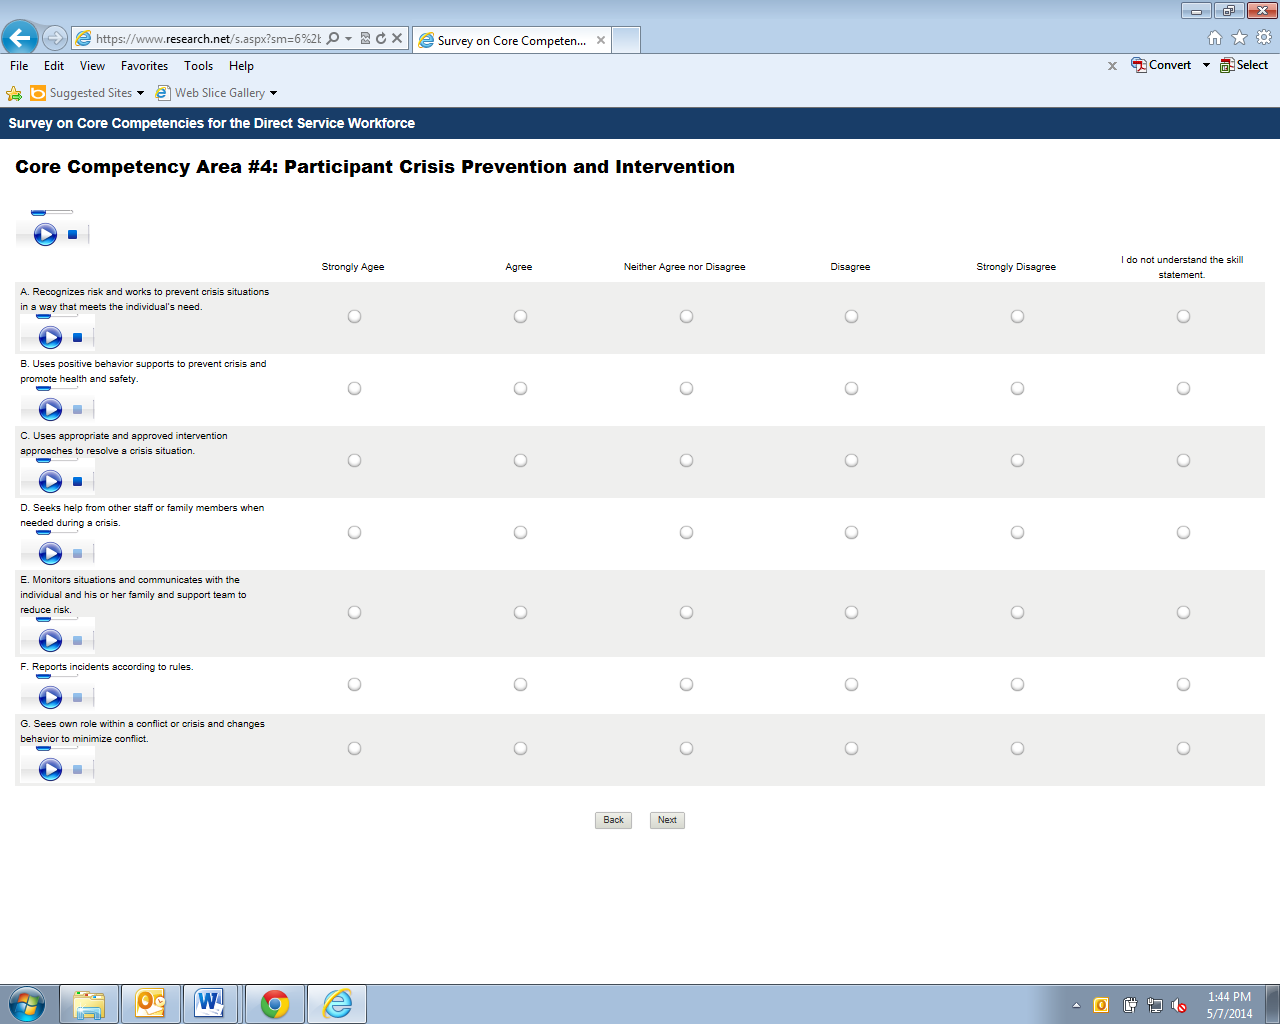 https://www.research.net/s.aspx?sm=6%2b
Survey on Core Competen...
File Edit View Favorites Tools Help
x Convert Select
Suggested Sites Web Slice Gallery
Survey on Core Competencies for the Direct Service Workforce
Core Competency Area #4: Participant Crisis Prevention and Intervention
Strongly Agee Agree Neither Agree nor Disagree Disagree Strongly Disagree I do not understand the skill
statement.
A. Recognizes risk and works to prevent crisis situations
in a way that meets the individual's need.
B. Uses positive behavior supports to prevent crisis and
promote health and safety.
C. Uses appropriate and approved intervention
approaches to resolve a crisis situation.
D. Seeks help from other staff or family members when
needed during a crisis.
E. Monitors situations and communicates with the
individual and his or her family and support team to
reduce risk.
F. Reports incidents according to rules.
G. Sees own role within a conflict or crisis and changes
behavior to minimize conflict.
Back Next
1:44 PM
5/7/2014